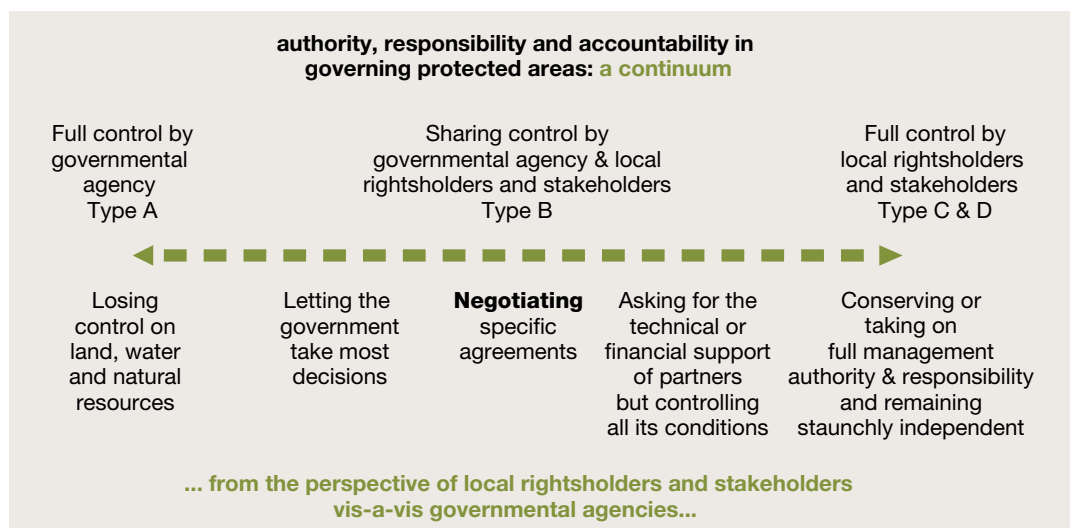 authority, responsibility and accountability in
governing protected areas: a continuum
Full control by
governmental
agency
Type A
Sharing control by
governmental agency & local
rightsholders and stakeholders
Type B
Full control by
local rightsholders
and stakeholders
Type C & D
Losing
control on
land, water
and natural
resources
Letting the
government
take most
decisions
Negotiating
specific
agreements
Asking for the
technical or
financial support
of partners
but controlling
all its conditions
Conserving or
taking on
full management
authority & responsibility
and remaining
staunchly independent
... from the perspective of local rightsholders and stakeholders
vis-a-vis governmental agencies...